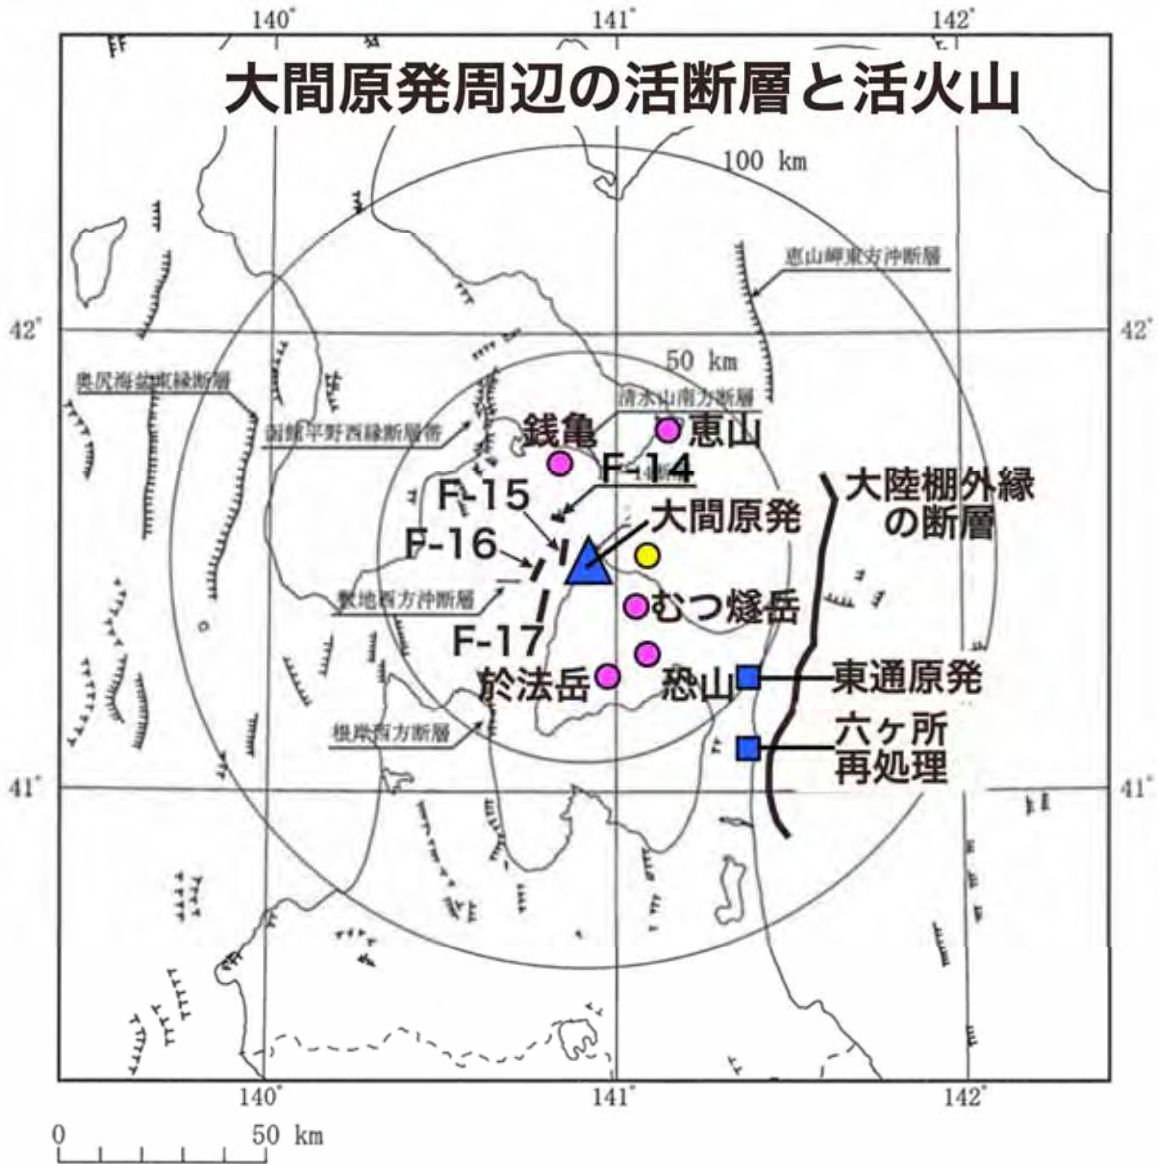 140° 141° 142°
大間原発周辺の活断層と活火山
100 km
恵山岬東方沖断層
42° 42°
50 km
奥尻海盆東縁断層
清水山南方断層
函館平野西縁断層帯
銭亀
恵山
F-14
F-15
大陸棚外縁
の断層
大間原発
F-16
敷地西方沖断層
むつ燧岳
F-17
於法岳
恐山
東通原発
根岸西方断層
六ヶ所
再処理
41° 41°
140° 141° 142°
0 50 km